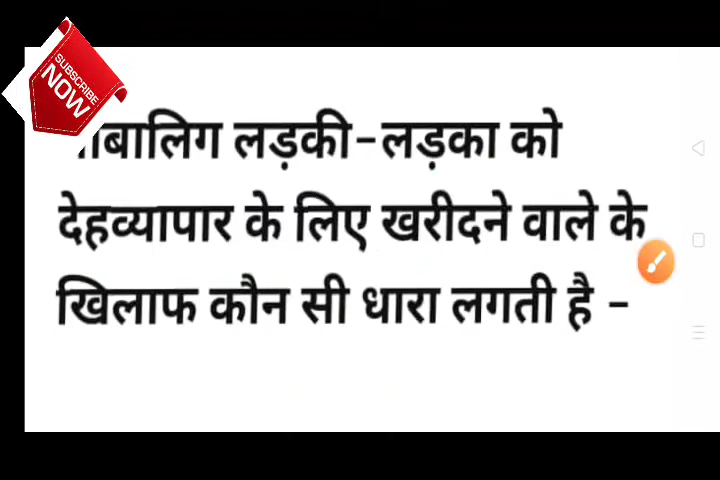 SUBSCRIBE
NOW
लड़की-लड़का को
देहव्यापार के लिए खरीदने वाले के
खिलाफ कौन सी धारा लगती है -